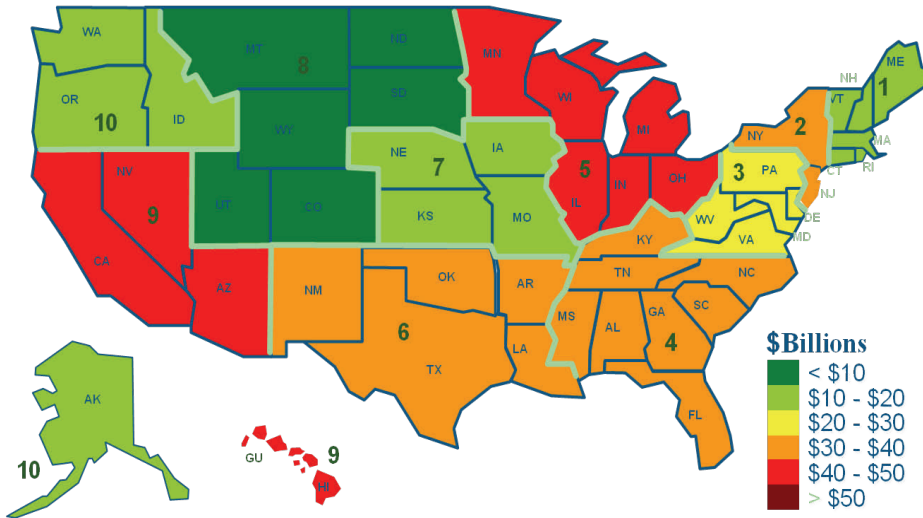 WA
MT
ND
MN
ME
NH
VT
1
8
OR
ID
10
SD
WY
WI
MI
NY
2
MA
CT
RI
NE
7
IA
5
3
PA
NJ
NV
9
UT
CO
KS
MO
IL
IN
OH
WV
DE
MD
VA
KY
CA
AZ
NM
OK
AR
TN
NC
SC
MS
AL
GA
6
4
TX
LA
FL
AK
10
GU
9
HI
$Billions
< $10
$10 - $20
$20 - $30
$30 - $40
$40 - $50
> $50